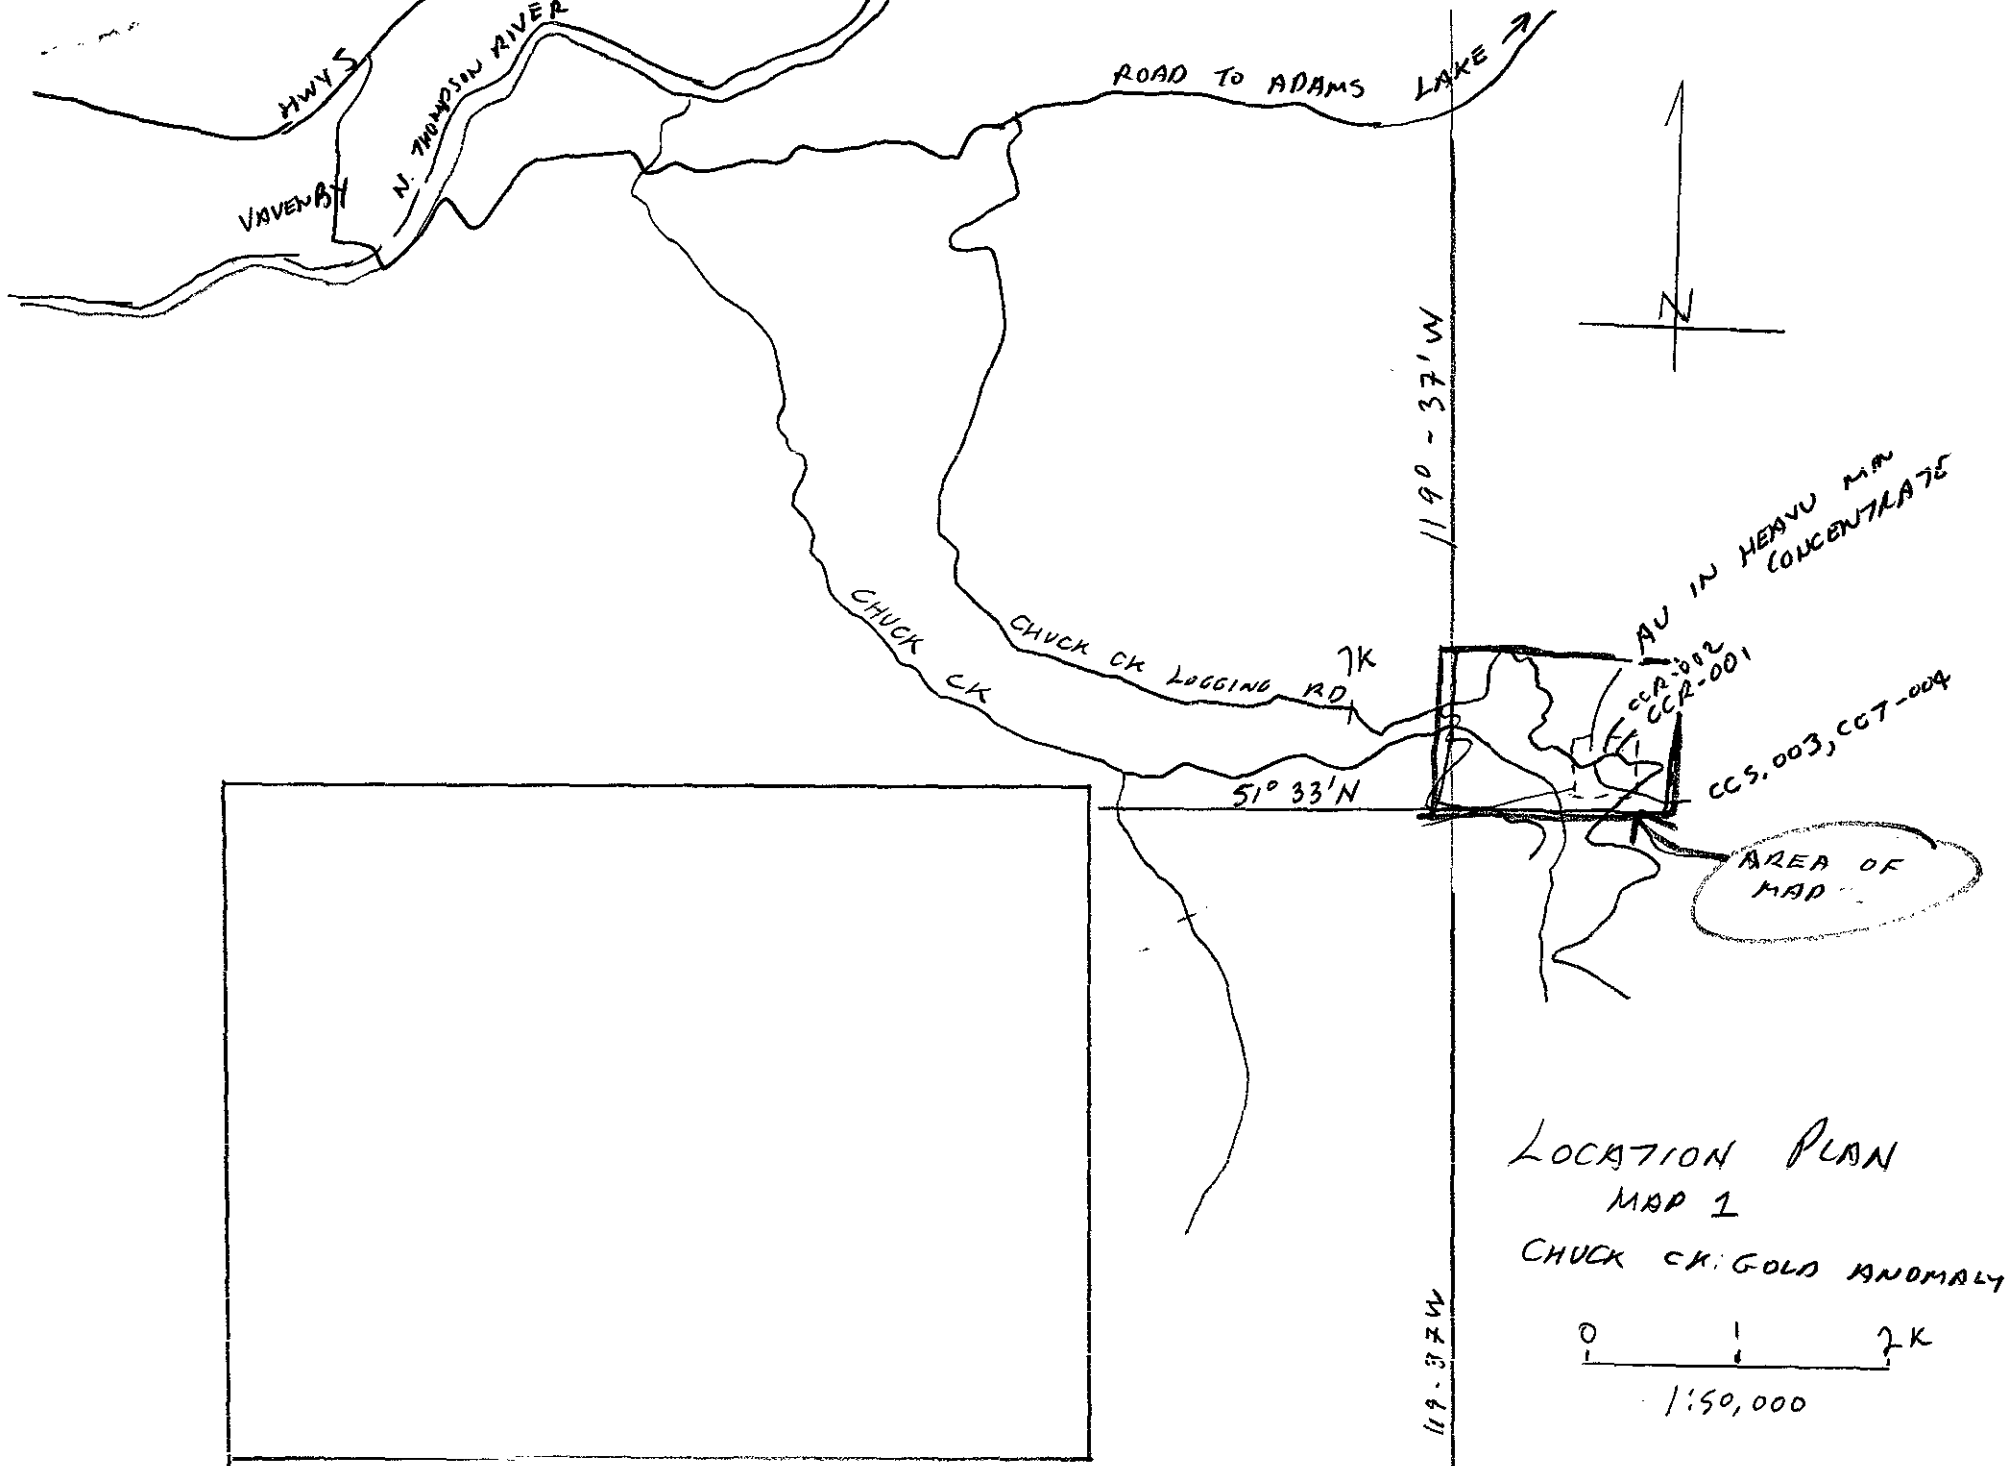 HWY 5
N. THOMPSON RIVER
VAVENBY
ROAD TO ADAMS LAKE
N
119° - 37' W
AU IN HEAVU MIN
CONCENTRATE
CCR-002
CCR-001
CCS.003, CCT-004
CHUCK CK
CHUCK CK LOGGING RD
7K
51° 33' N
AREA OF
MAP
LOCATION PLAN
MAP 1
CHUCK CK: GOLD ANOMALY
119 - 37 W
0 1 2K
1:50,000